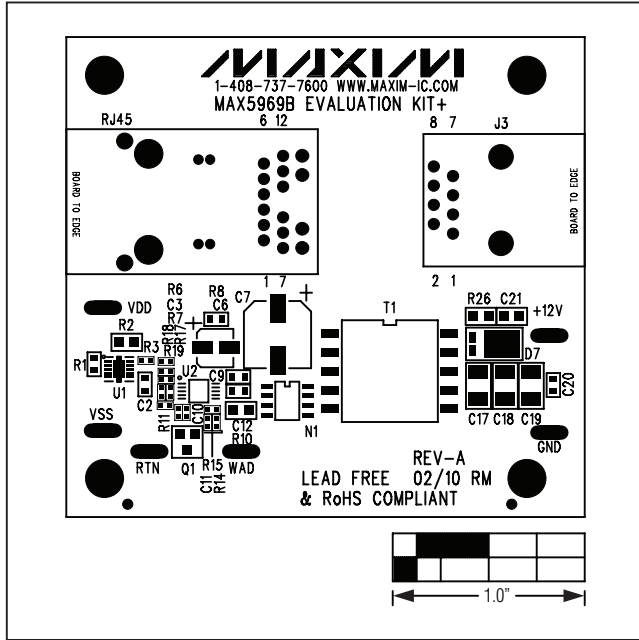 MAXIM
1-408-737-7600 WWW.MAXIM-IC.COM
MAX5969B EVALUATION KIT+
RJ45
6 12
8 7
J3
BOARD TO EDGE
BOARD TO EDGE
1 7
2 1
VDD
R6
C3
R7
R18
R17
R19
R8
C6
+
C7
+
T1
R26
C21
+12V
R2
R3
R1
U1
C2
U2
C9
D7
C20
VSS
R11
C10
C12
R10
N1
C17
C18
C19
GND
RTN
Q1
R15
C11
R14
WAD
REV-A
LEAD FREE 02/10 RM
& RoHS COMPLIANT
1.0"